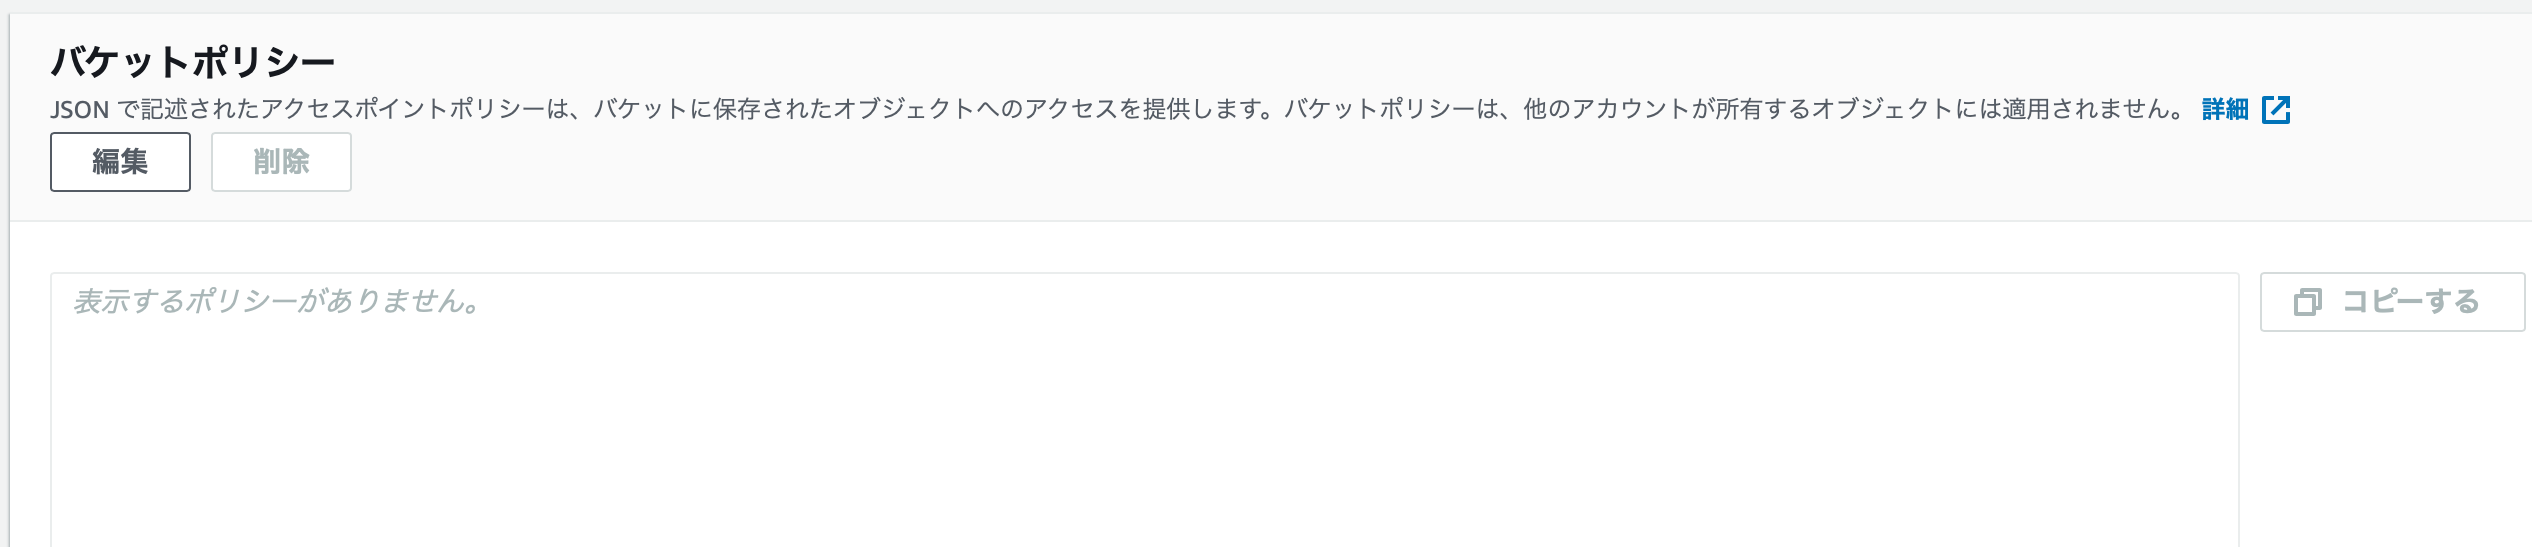 バケットポリシー
JSON で記述されたアクセスポイントポリシーは、バケットに保存されたオブジェクトへのアクセスを提供します。バケットポリシーは、他のアカウントが所有するオブジェクトには適用されません。 詳細
編集 削除
表示するポリシーがありません。 コピーする